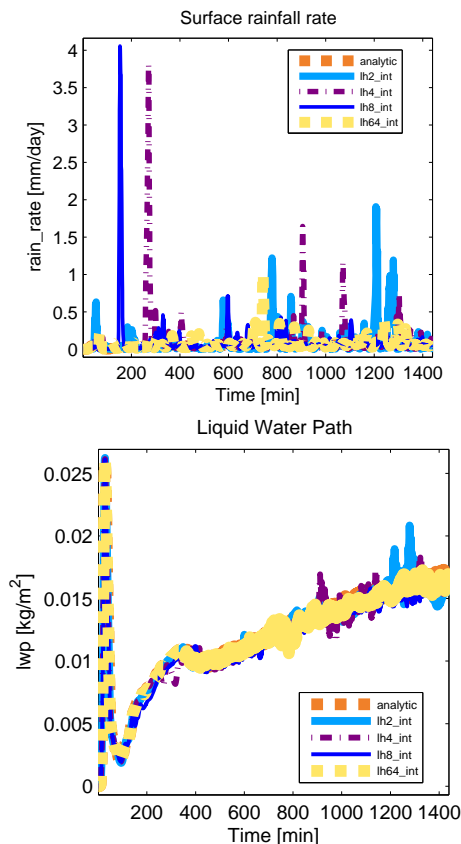 Surface rainfall rate
rain_rate [mm/day]
4
3.5
3
2.5
2
1.5
1
0.5
0
analytic
lh2_int
lh4_int
lh8_int
lh64_int
200 400 600 800 1000 1200 1400
Time [min]
Liquid Water Path
lwp [kg/m²]
0.025
0.02
0.015
0.01
0.005
0
analytic
lh2_int
lh4_int
lh8_int
lh64_int
200 400 600 800 1000 1200 1400
Time [min]